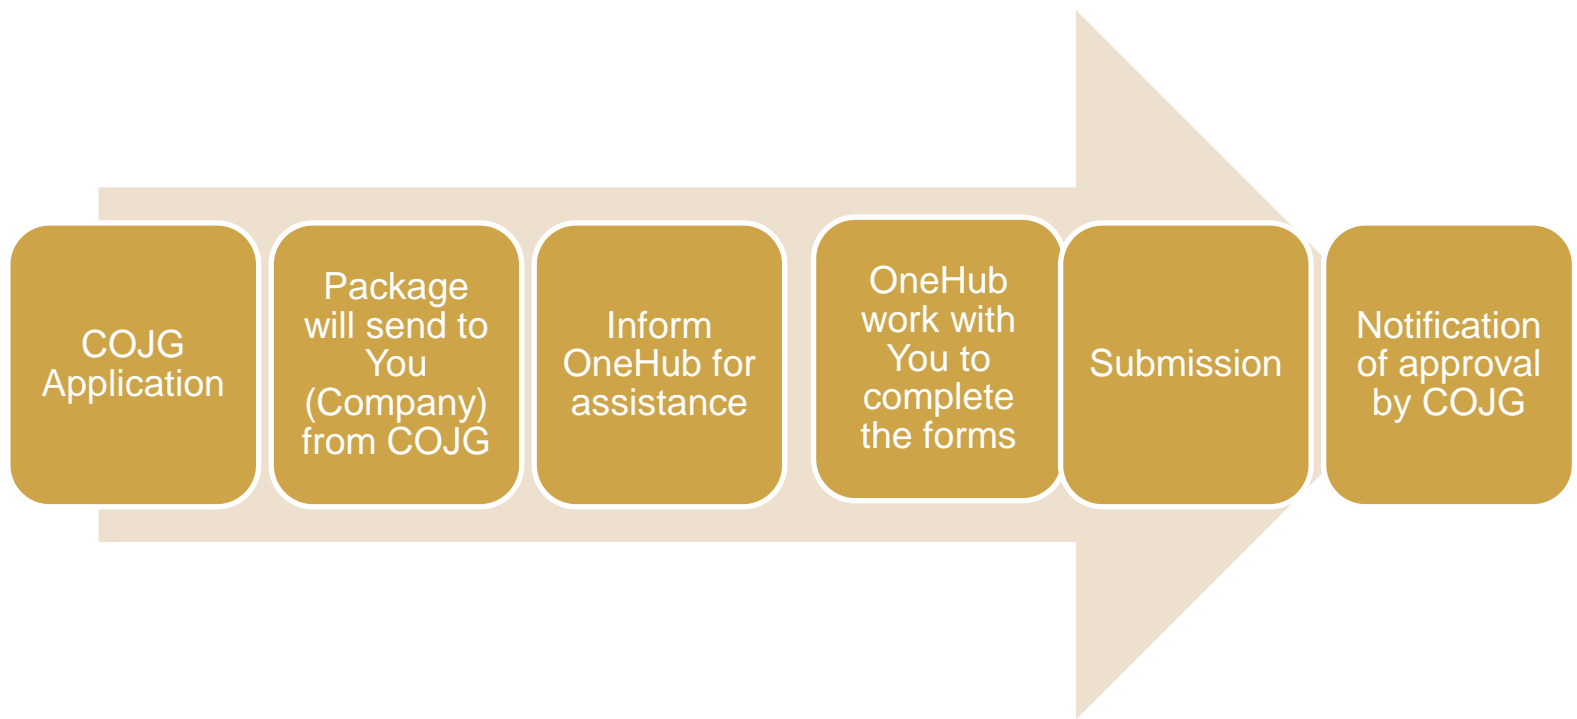 COJG
Application
Package
will send to
You
(Company)
from COJG
Inform
OneHub for
assistance
OneHub
work with
You to
complete
the forms
Submission
Notification
of approval
by COJG